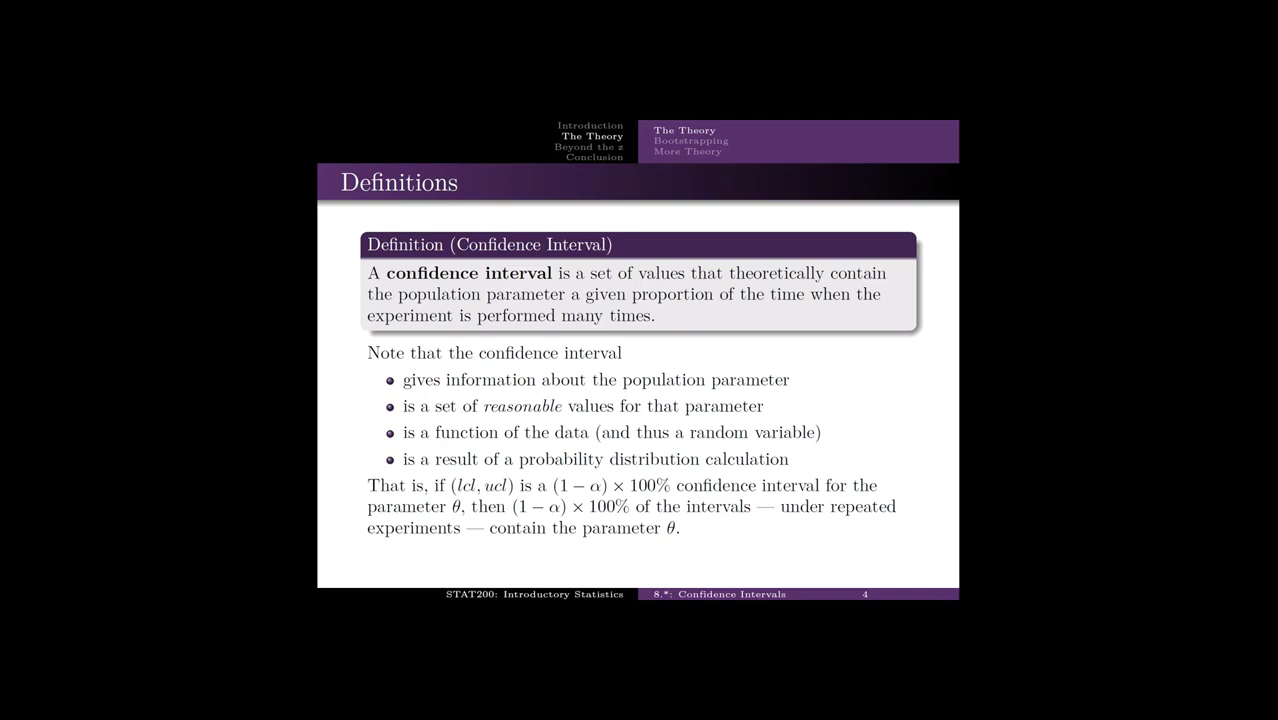 Introduction
The Theory
Beyond the z
Conclusion
The Theory
Bootstrapping
More Theory
Definitions
Definition (Confidence Interval)
A confidence interval is a set of values that theoretically contain
the population parameter a given proportion of the time when the
experiment is performed many times.
Note that the confidence interval
gives information about the population parameter
is a set of reasonable values for that parameter
is a function of the data (and thus a random variable)
is a result of a probability distribution calculation
That is, if (lcl, ucl) is a (1 − α) × 100% confidence interval for the
parameter θ, then (1 − α) × 100% of the intervals — under repeated
experiments — contain the parameter θ.
STAT200: Introductory Statistics
8.*: Confidence Intervals 4